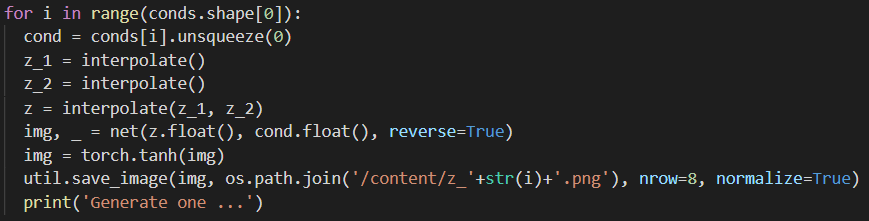 for i in range(conds.shape[0]):
  cond = conds[i].unsqueeze(0)
  z_1 = interpolate()
  z_2 = interpolate()
  z = interpolate(z_1, z_2)
  img, _ = net(z.float(), cond.float(), reverse=True)
  img = torch.tanh(img)
  util.save_image(img, os.path.join('/content/z_'+str(i)+'.png'), nrow=8, normalize=True)
  print('Generate one ...')